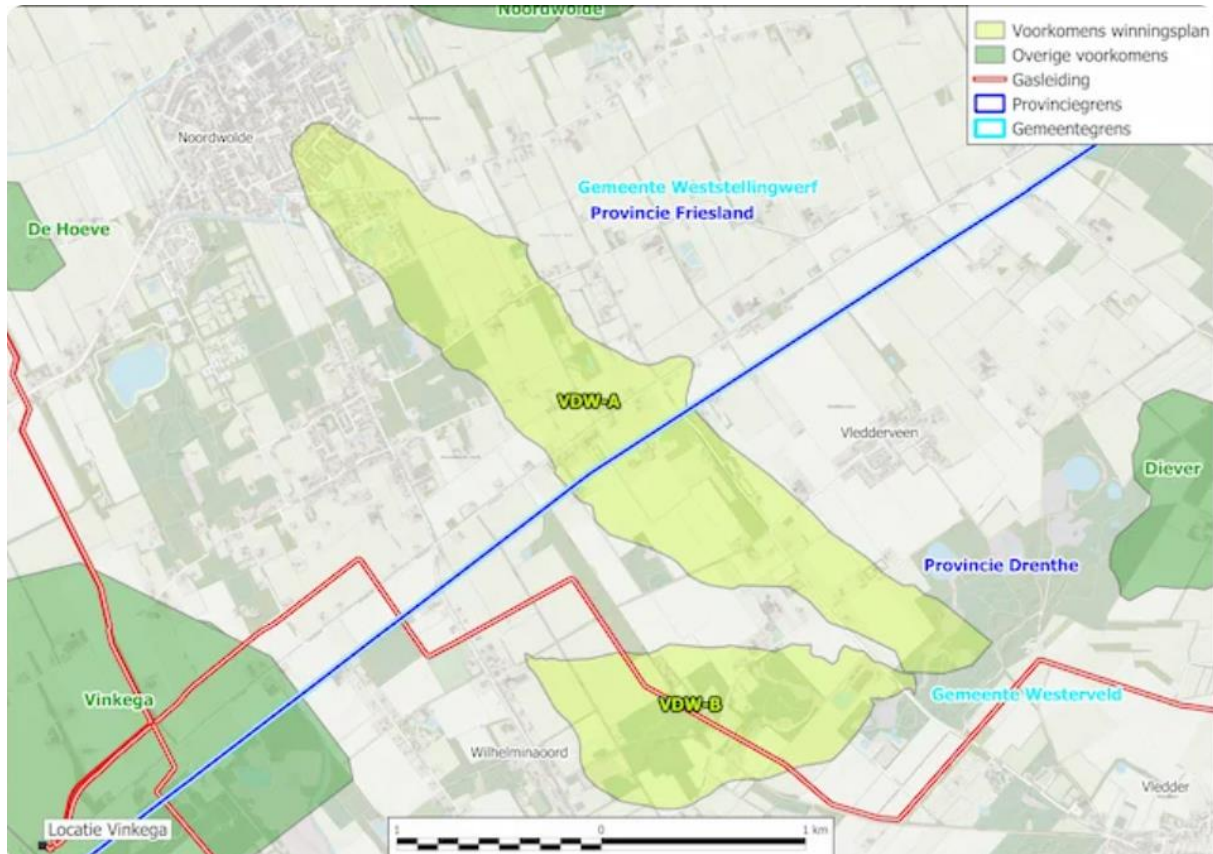 Noordwolde
Voorkomens winningsplan
Overige voorkomens
Gasleiding
Provinciegrens
Gemeentegrens
Noordwolde
Gemeente Weststellingwerf
Provincie Friesland
De Hoeve
VDW-A
Vledderveen
Diever
Provincie Drenthe
Vinkega
VDW-B
Gemeente Westerveld
Wilhelminaoord
Vledder
Locatie Vinkega
1 0 1 km